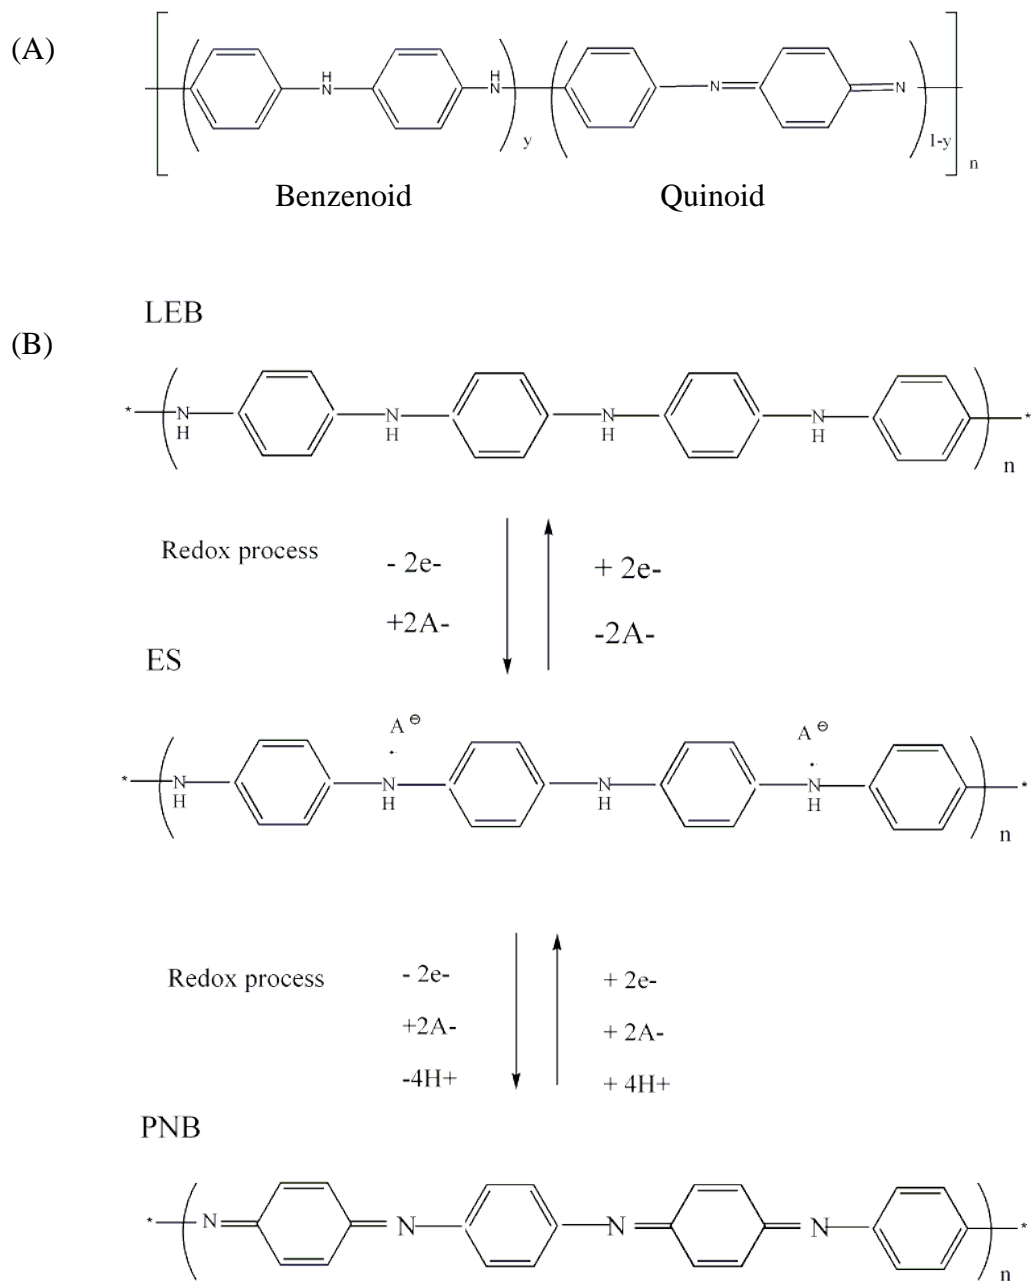 (A)
H
N
H
N
N
N
y
1-y
n
Benzenoid
Quinoid
LEB
(B)
*
N
H
N
H
N
H
N
H
*
n
Redox process
- 2e-
+ 2e-
+2A-
-2A-
ES
A ⊖
A ⊖
*
N
H
N
H
N
H
N
H
*
n
Redox process
- 2e-
+ 2e-
+2A-
+ 2A-
-4H+
+ 4H+
PNB
*
N
N
N
N
*
n